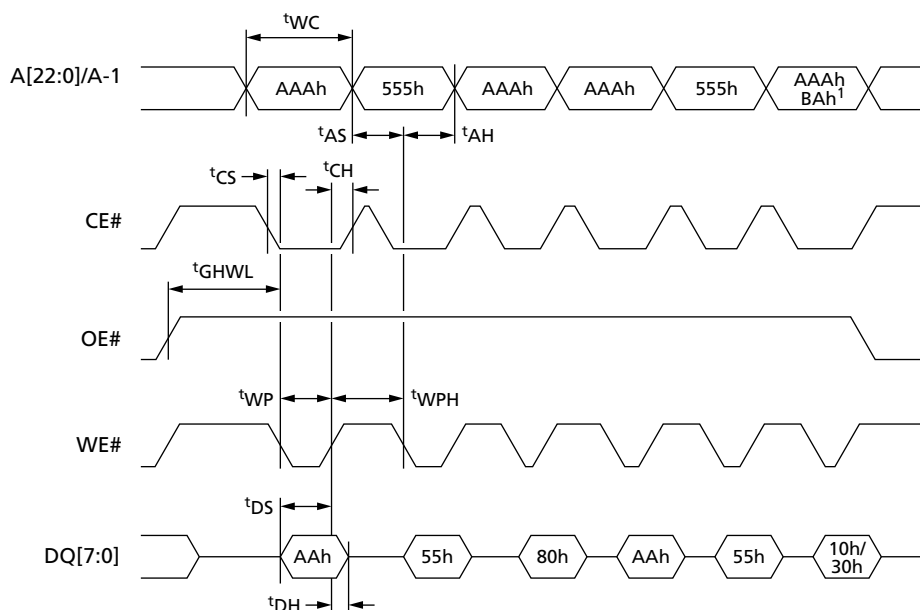 tWC
A[22:0]/A-1
AAAh
555h
AAAh
AAAh
555h
AAAh
BAh1
tAS
tAH
tCS
tCH
CE#
tGHWL
OE#
tWP
tWPH
WE#
tDS
DQ[7:0]
AAh
55h
80h
AAh
55h
10h/
30h
tDH